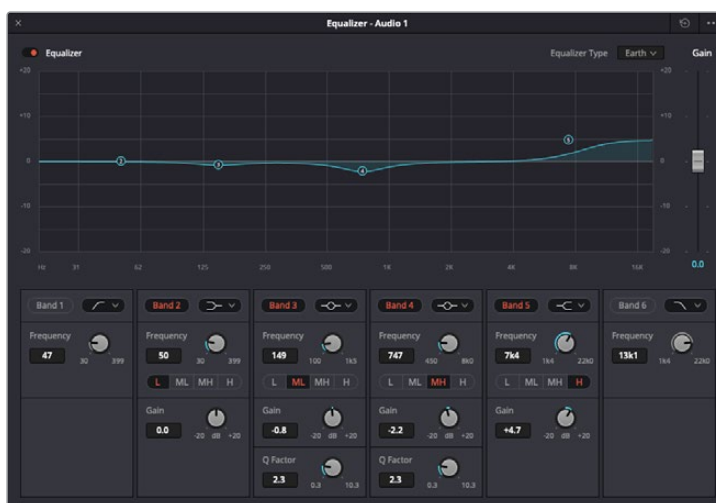 Equalizer - Audio 1
Equalizer
Equalizer Type Earth Gain
+20 +20
+10 +10
0 0
-10 -10
-20 -20
Hz 31 62 125 250 500 1K 2K 4K 8K 16K
0.0
2 3 4 5
Band 1 Band 2 Band 3 Band 4 Band 5 Band 6
Frequency Frequency Frequency Frequency Frequency Frequency
47 30 399 50 30 399 149 100 1k5 747 450 8k0 7k4 1k4 22k0 13k1 1k4 22k0
L ML MH H L ML MH H L ML MH H L ML MH H
Gain Gain Gain Gain
0.0 -20 dB +20 -0.8 -20 dB +20 -2.2 -20 dB +20 +4.7 -20 dB +20
Q Factor Q Factor
2.3 0.3 10.3 2.3 0.3 10.3